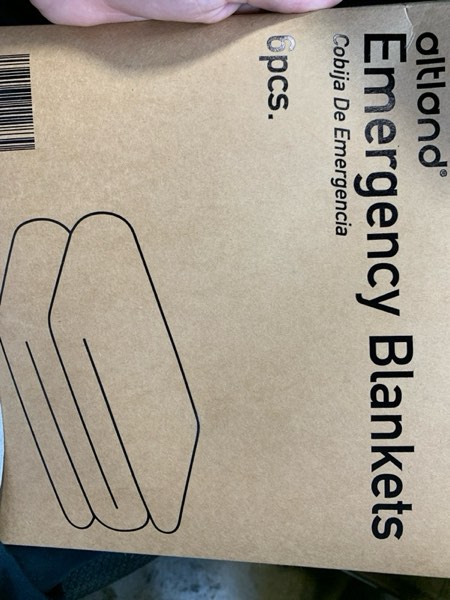 altland®
Emergency Blankets
Cobija De Emergencia
6pcs.